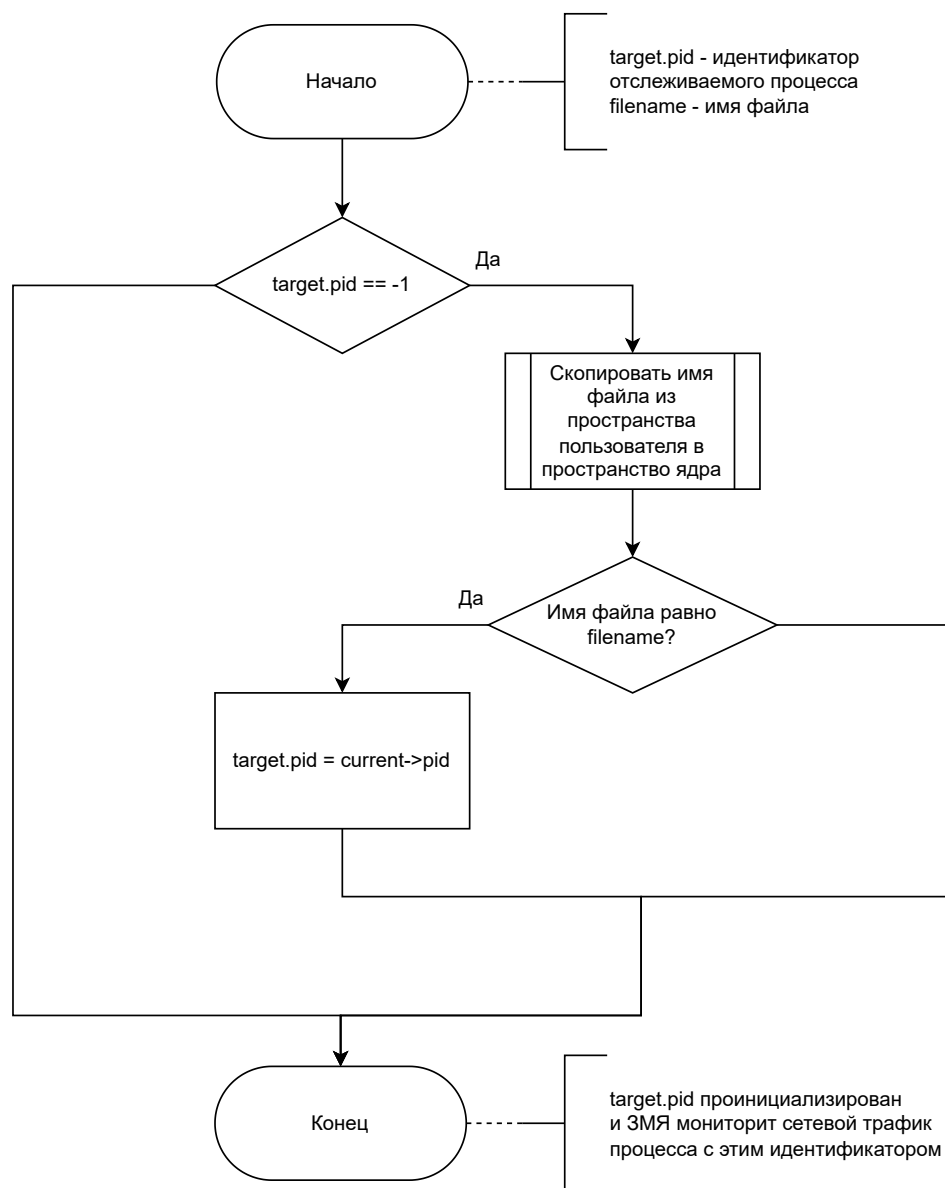 Начало
target.pid - идентификатор
отслеживаемого процесса
filename - имя файла
Да
target.pid == -1
Скопировать имя
файла из
пространства
пользователя в
пространство ядра
Да
Имя файла равно
filename?
target.pid = current->pid
Конец
target.pid проинициализирован
и ЗМЯ мониторит сетевой трафик
процесса с этим идентификатором